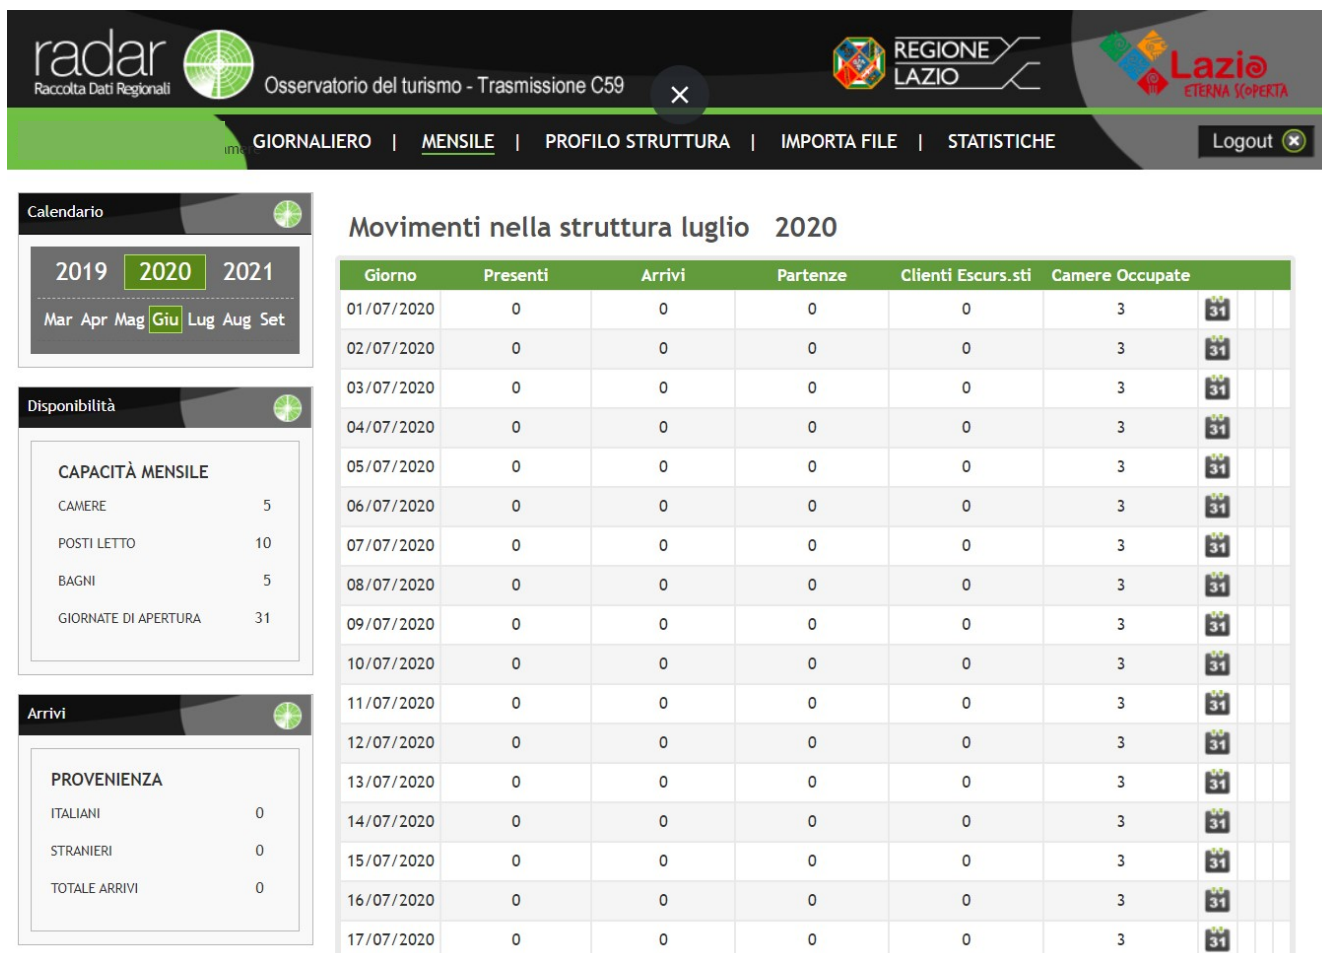 radar
Raccolta Dati Regionali
Osservatorio del turismo - Trasmissione C59
REGIONE
LAZIO
Lazio
ETERNA SCOPERTA
GIORNALIERO | MENSILE | PROFILO STRUTTURA | IMPORTA FILE | STATISTICHE
Logout
Calendario
2019 2020 2021
Mar Apr Mag Giu Lug Aug Set
Disponibilità
CAPACITÀ MENSILE
CAMERE 5
POSTI LETTO 10
BAGNI 5
GIORNATE DI APERTURA 31
Arrivi
PROVENIENZA
ITALIANI 0
STRANIERI 0
TOTALE ARRIVI 0
Movimenti nella struttura luglio 2020
Giorno Presenti Arrivi Partenze Clienti Escurs.sti Camere Occupate
01/07/2020 0 0 0 0 3 31
02/07/2020 0 0 0 0 3 31
03/07/2020 0 0 0 0 3 31
04/07/2020 0 0 0 0 3 31
05/07/2020 0 0 0 0 3 31
06/07/2020 0 0 0 0 3 31
07/07/2020 0 0 0 0 3 31
08/07/2020 0 0 0 0 3 31
09/07/2020 0 0 0 0 3 31
10/07/2020 0 0 0 0 3 31
11/07/2020 0 0 0 0 3 31
12/07/2020 0 0 0 0 3 31
13/07/2020 0 0 0 0 3 31
14/07/2020 0 0 0 0 3 31
15/07/2020 0 0 0 0 3 31
16/07/2020 0 0 0 0 3 31
17/07/2020 0 0 0 0 3 31